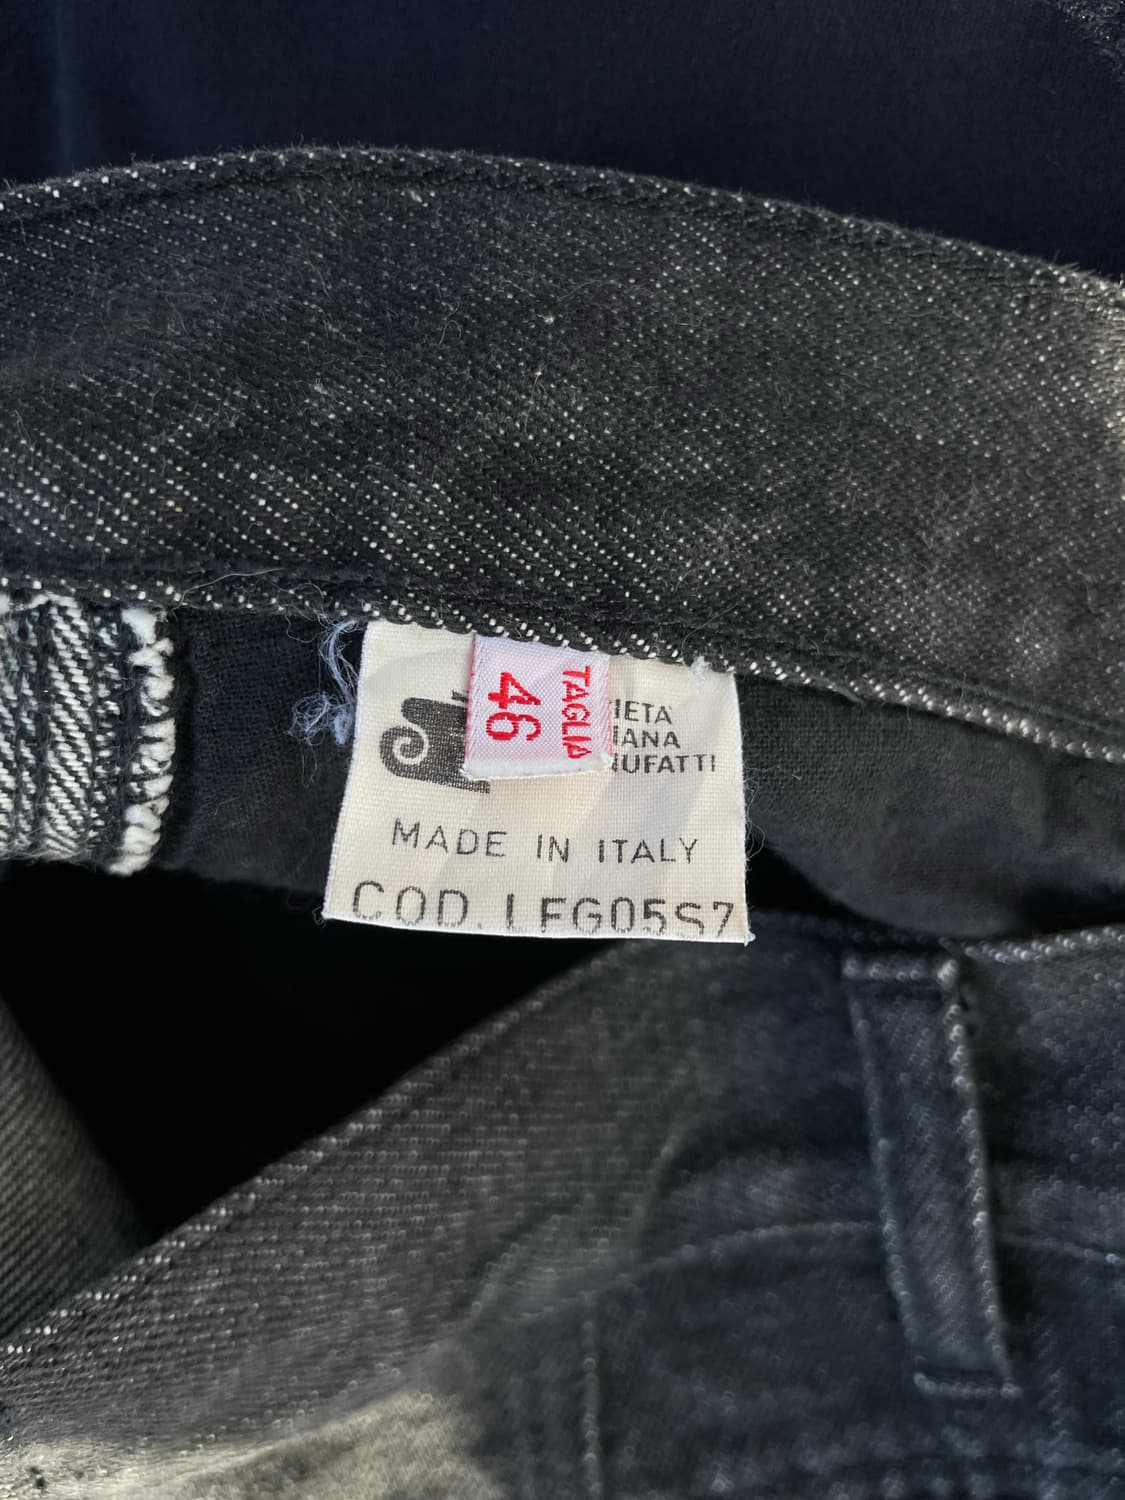 TAGLIA
46
IETA'
IANA
UFATTI
MADE IN ITALY
COD. LFG05S7